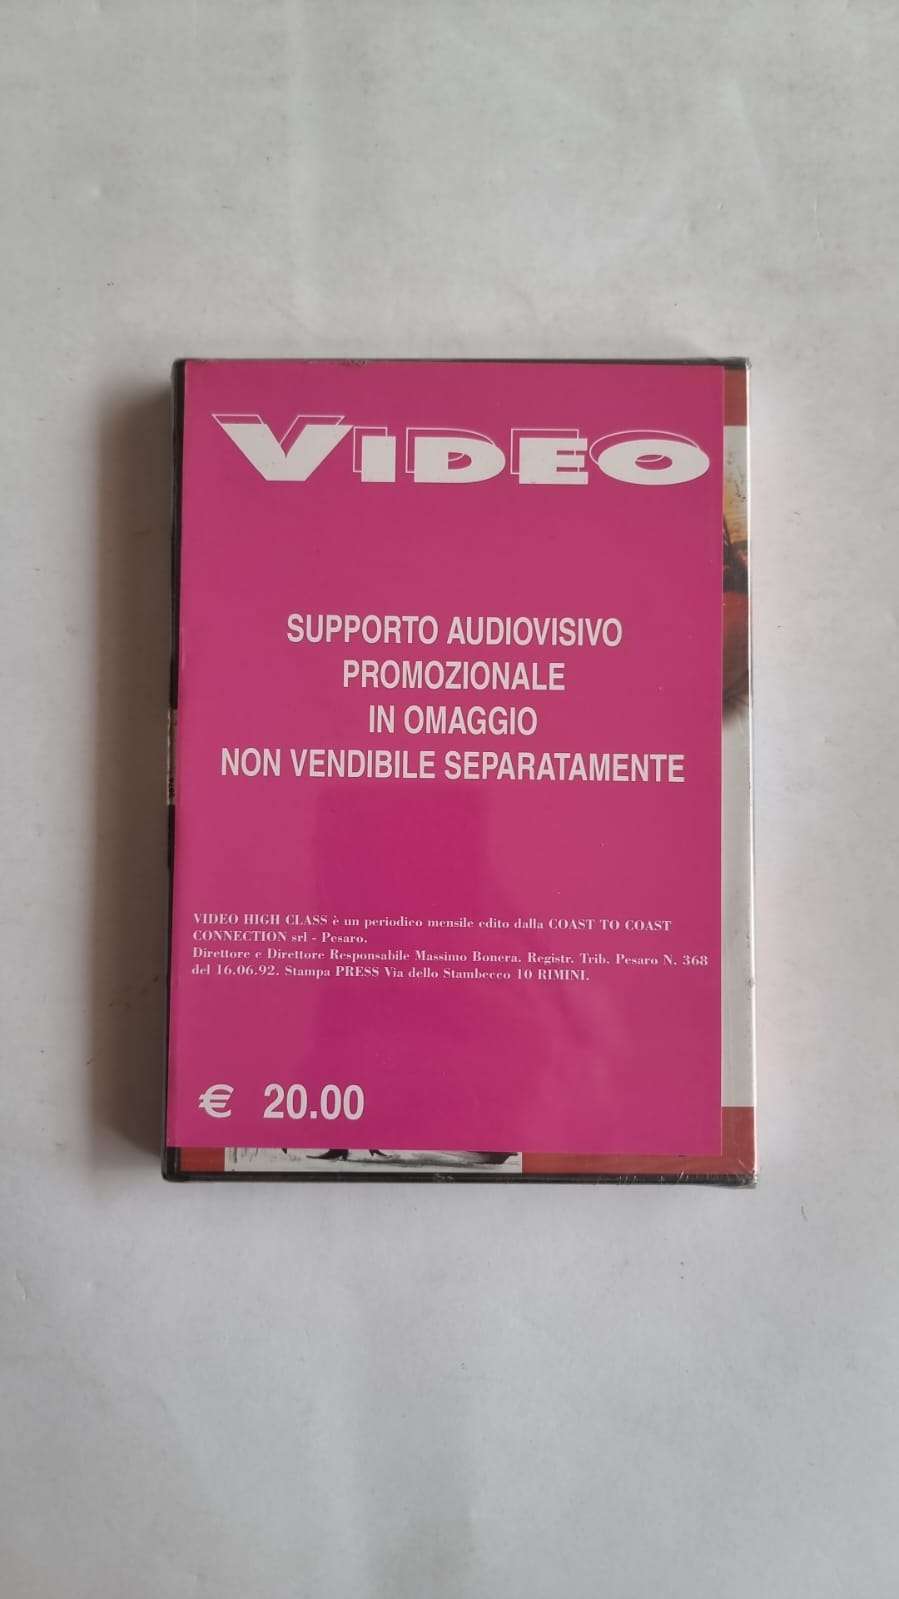 VIDEO
SUPPORTO AUDIOVISIVO
PROMOZIONALE
IN OMAGGIO
NON VENDIBILE SEPARATAMENTE
VIDEO HIGH CLASS è un periodico mensile edito dalla COAST TO COAST
CONNECTION srl - Pesaro.
Direttore e Direttore Responsabile Massimo Bonera. Registr. Trib. Pesaro N. 368
del 16.06.92. Stampa PRESS Via dello Stambecco 10 RIMINI.
€ 20.00